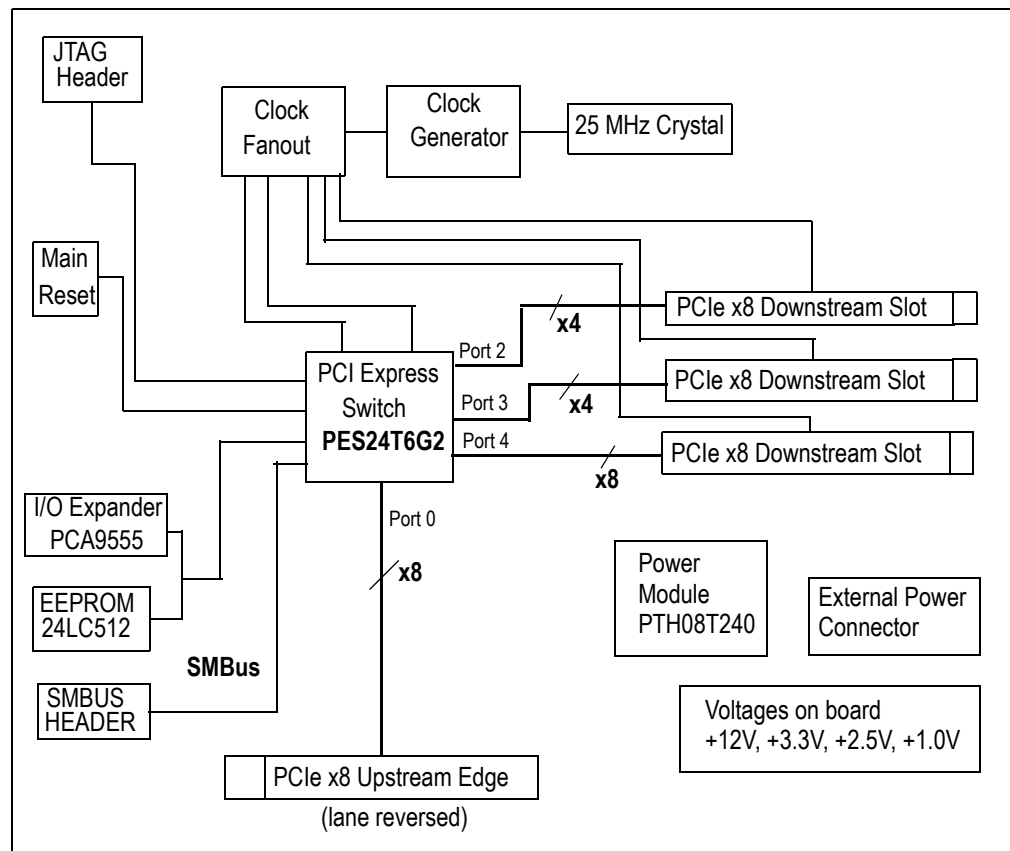 JTAG
Header
Clock
Fanout
Clock
Generator
25 MHz Crystal
Main
Reset
PCIe x8 Downstream Slot
x4
Port 2
PCI Express
Switch
PES24T6G2
PCIe x8 Downstream Slot
x4
Port 3
Port 4
PCIe x8 Downstream Slot
x8
I/O Expander
PCA9555
Port 0
x8
EEPROM
24LC512
Power
Module
PTH08T240
External Power
Connector
SMBus
SMBUS
HEADER
Voltages on board
+12V, +3.3V, +2.5V, +1.0V
PCIe x8 Upstream Edge
(lane reversed)